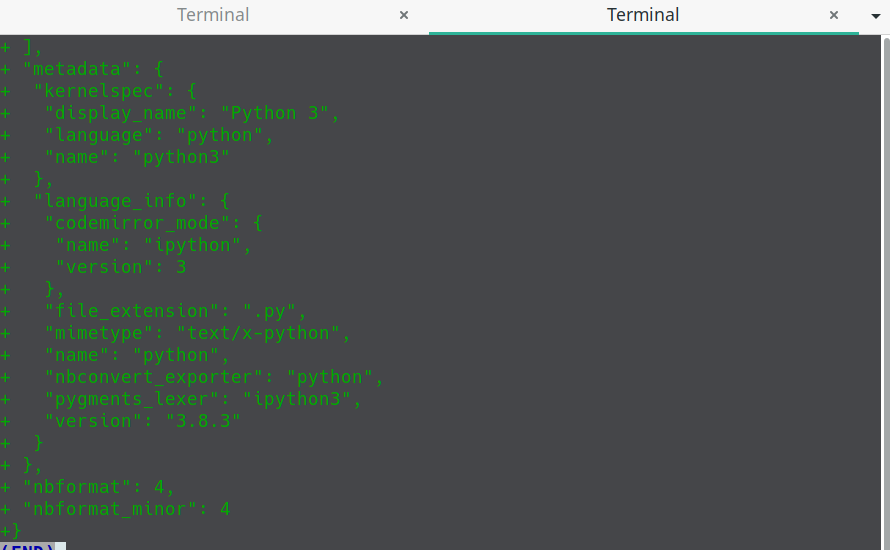 Terminal × Terminal ×
+ ],
+ "metadata": {
+  "kernelspec": {
+   "display_name": "Python 3",
+   "language": "python",
+   "name": "python3"
+  },
+  "language_info": {
+   "codemirror_mode": {
+    "name": "ipython",
+    "version": 3
+   },
+   "file_extension": ".py",
+   "mimetype": "text/x-python",
+   "name": "python",
+   "nbconvert_exporter": "python",
+   "pygments_lexer": "ipython3",
+   "version": "3.8.3"
+  }
+ },
+ "nbformat": 4,
+ "nbformat_minor": 4
+}
(END)